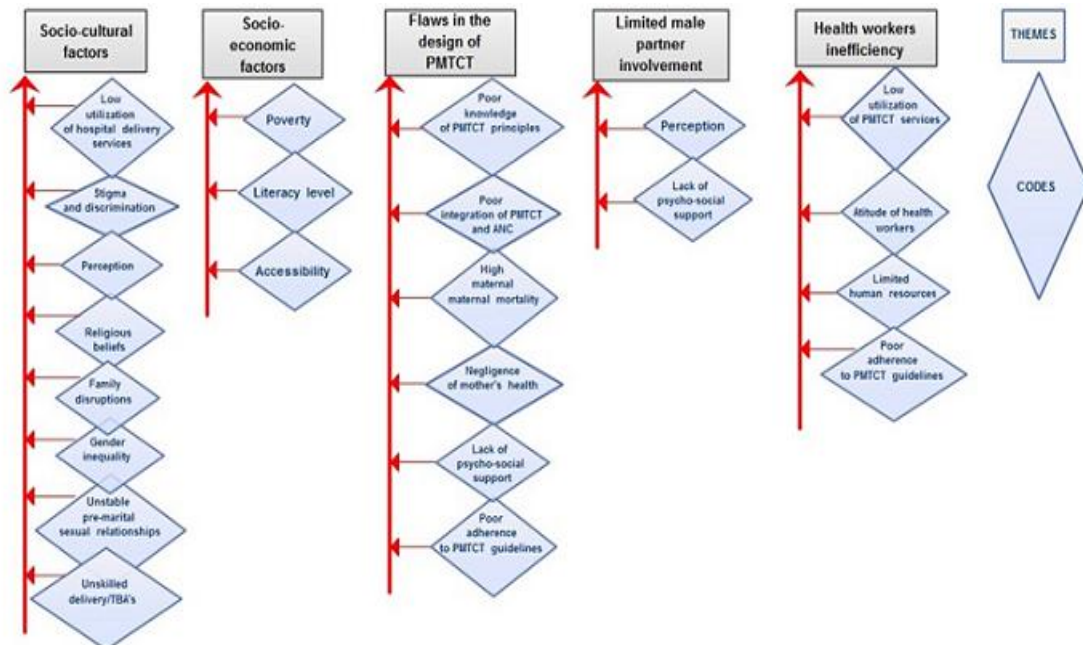 Socio-cultural
factors
Low
utilization
of hospital delivery
services
Stigma
and discrimination
Perception
Religious
beliefs
Family
disruptions
Gender
inequality
Unstable
pre-marital
sexual relationships
Unskilled
delivery/TBA's
Socio-
economic
factors
Poverty
Literacy level
Accessibility
Flaws in the
design of
PMTCT
Poor
knowledge
of PMTCT principles
Poor
integration of PMTCT
and ANC
High
maternal
maternal mortality
Negligence
of mother's health
Lack of
psycho-social
support
Poor
adherence
to PMTCT guidelines
Limited male
partner
involvement
Perception
Lack of
psycho-social
support
Health workers
inefficiency
Low
utilization
of PMTCT services
Atitude of health
workers
Limited
human resources
Poor
adherence
to PMTCT guidelines
THEMES
CODES